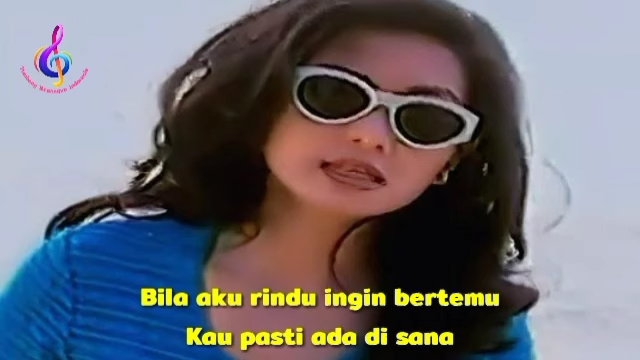 Bila aku rindu ingin bertemu
Kau pasti ada di sana